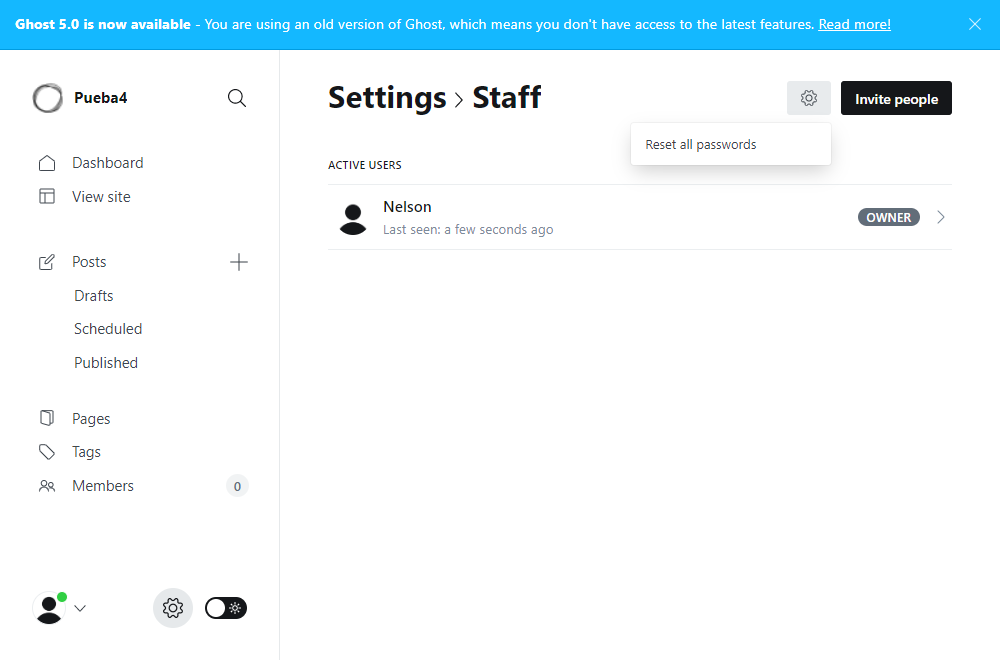 Ghost 5.0 is now available - You are using an old version of Ghost, which means you don't have access to the latest features. Read more!
Pueba4
Dashboard
View site
Posts
Drafts
Scheduled
Published
Pages
Tags
Members
0
Settings > Staff
Invite people
Reset all passwords
ACTIVE USERS
Nelson
Last seen: a few seconds ago
OWNER